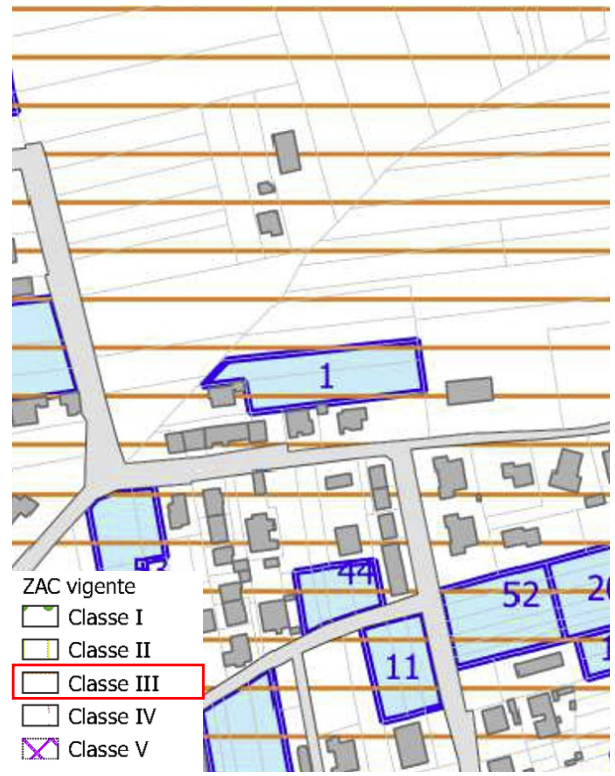 1
44
52
11
ZAC vigente
Classe I
Classe II
Classe III
Classe IV
Classe V